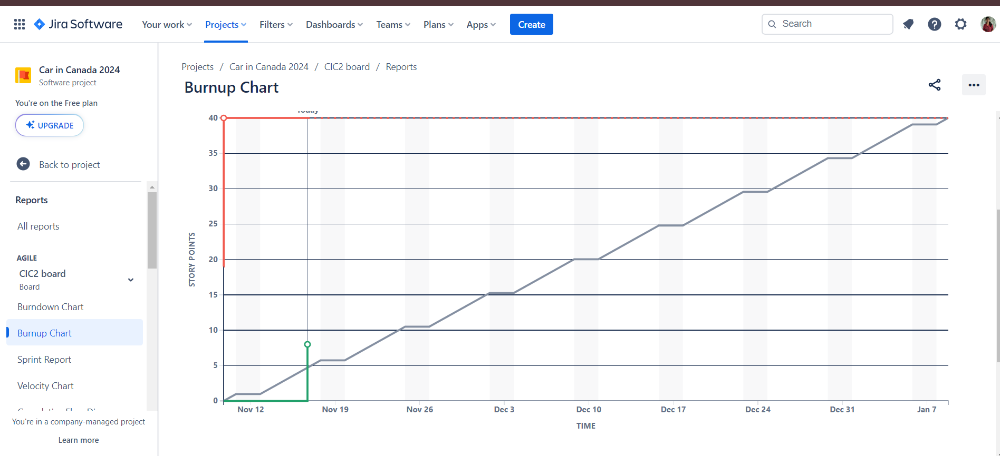 Jira Software Your work Projects Filters Dashboards Teams Plans Apps Create Search
Car in Canada 2024
Software project
You're on the Free plan
UPGRADE
Back to project
Reports
All reports
AGILE
CIC2 board
Board
Burndown Chart
Burnup Chart
Sprint Report
Velocity Chart
You're in a company-managed project
Learn more
Projects / Car in Canada 2024 / CIC2 board / Reports
Burnup Chart
Today
40
35
30
25
20
15
10
5
0
STORY POINTS
Nov 12 Nov 19 Nov 26 Dec 3 Dec 10 Dec 17 Dec 24 Dec 31 Jan 7
TIME